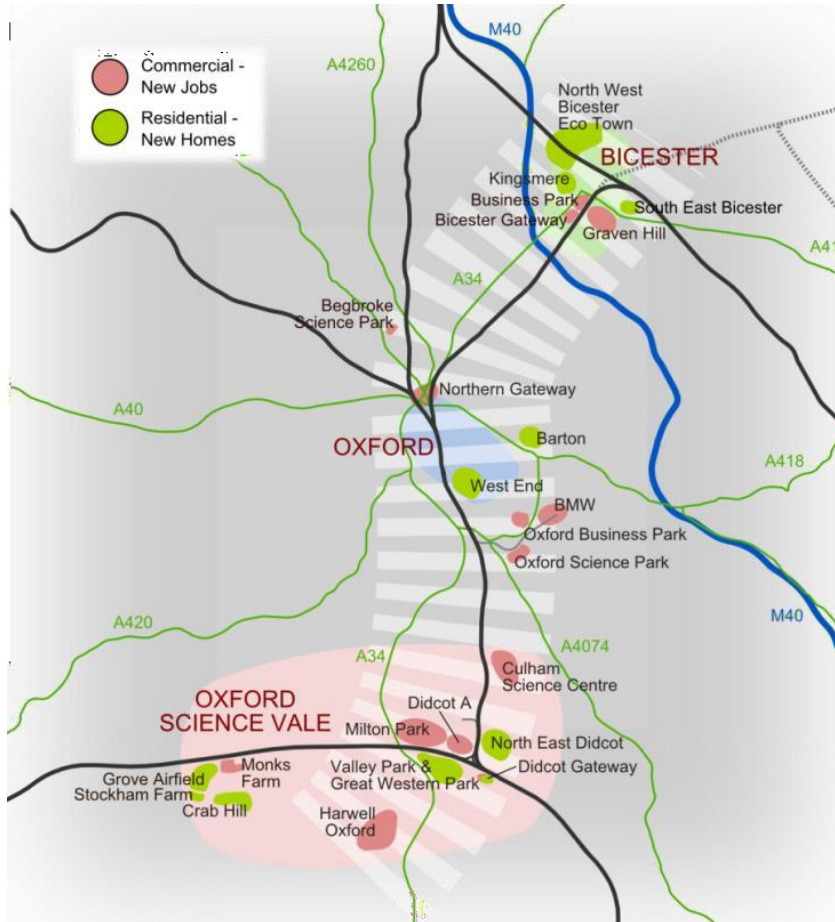 Commercial -
New Jobs
Residential -
New Homes
A4260
M40
North West
Bicester
Eco Town
BICESTER
Kingsmere
Business Park
Bicester Gateway
South East Bicester
Graven Hill
A41
A34
Begbroke
Science Park
Northern Gateway
A40
OXFORD
Barton
A418
West End
BMW
Oxford Business Park
Oxford Science Park
M40
A420
A34
A4074
Culham
Science Centre
OXFORD
SCIENCE VALE
Didcot A
Milton Park
North East Didcot
Monks
Farm
Valley Park &
Great Western Park
Didcot Gateway
Grove Airfield
Stockham Farm
Crab Hill
Harwell
Oxford